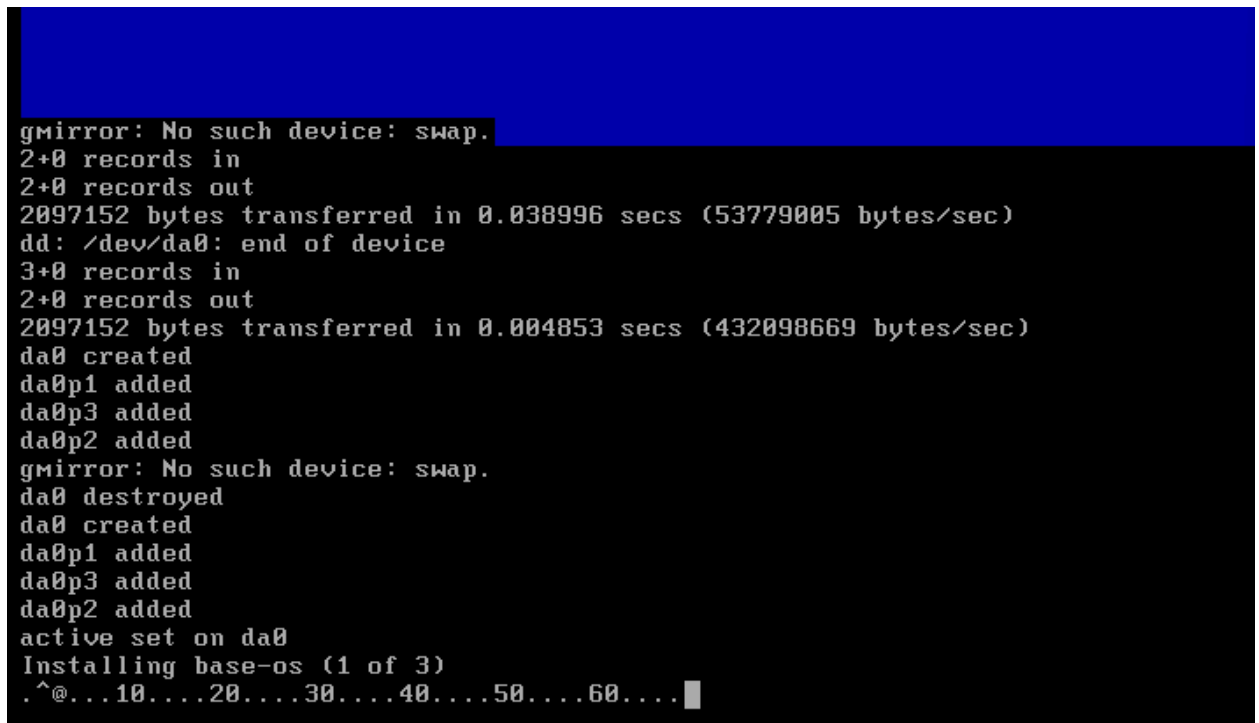 gmirror: No such device: swap.
2+0 records in
2+0 records out
2097152 bytes transferred in 0.038996 secs (53779005 bytes/sec)
dd: /dev/da0: end of device
3+0 records in
2+0 records out
2097152 bytes transferred in 0.004853 secs (432098669 bytes/sec)
da0 created
da0p1 added
da0p3 added
da0p2 added
gmirror: No such device: swap.
da0 destroyed
da0 created
da0p1 added
da0p3 added
da0p2 added
active set on da0
Installing base-os (1 of 3)
.^@...10....20....30....40....50....60....